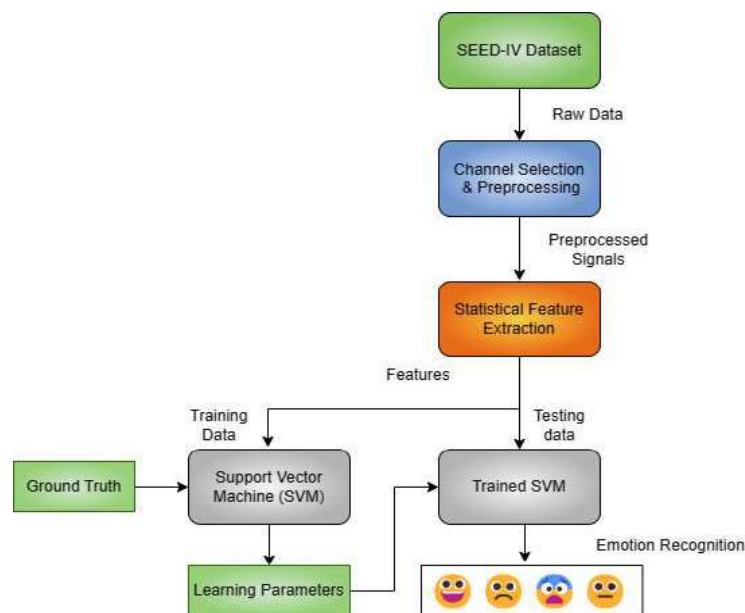 SEED-IV Dataset
Raw Data
Channel Selection
& Preprocessing
Preprocessed
Signals
Statistical Feature
Extraction
Features
Training
Data
Testing
data
Ground Truth
Support Vector
Machine (SVM)
Trained SVM
Emotion Recognition
Learning Parameters